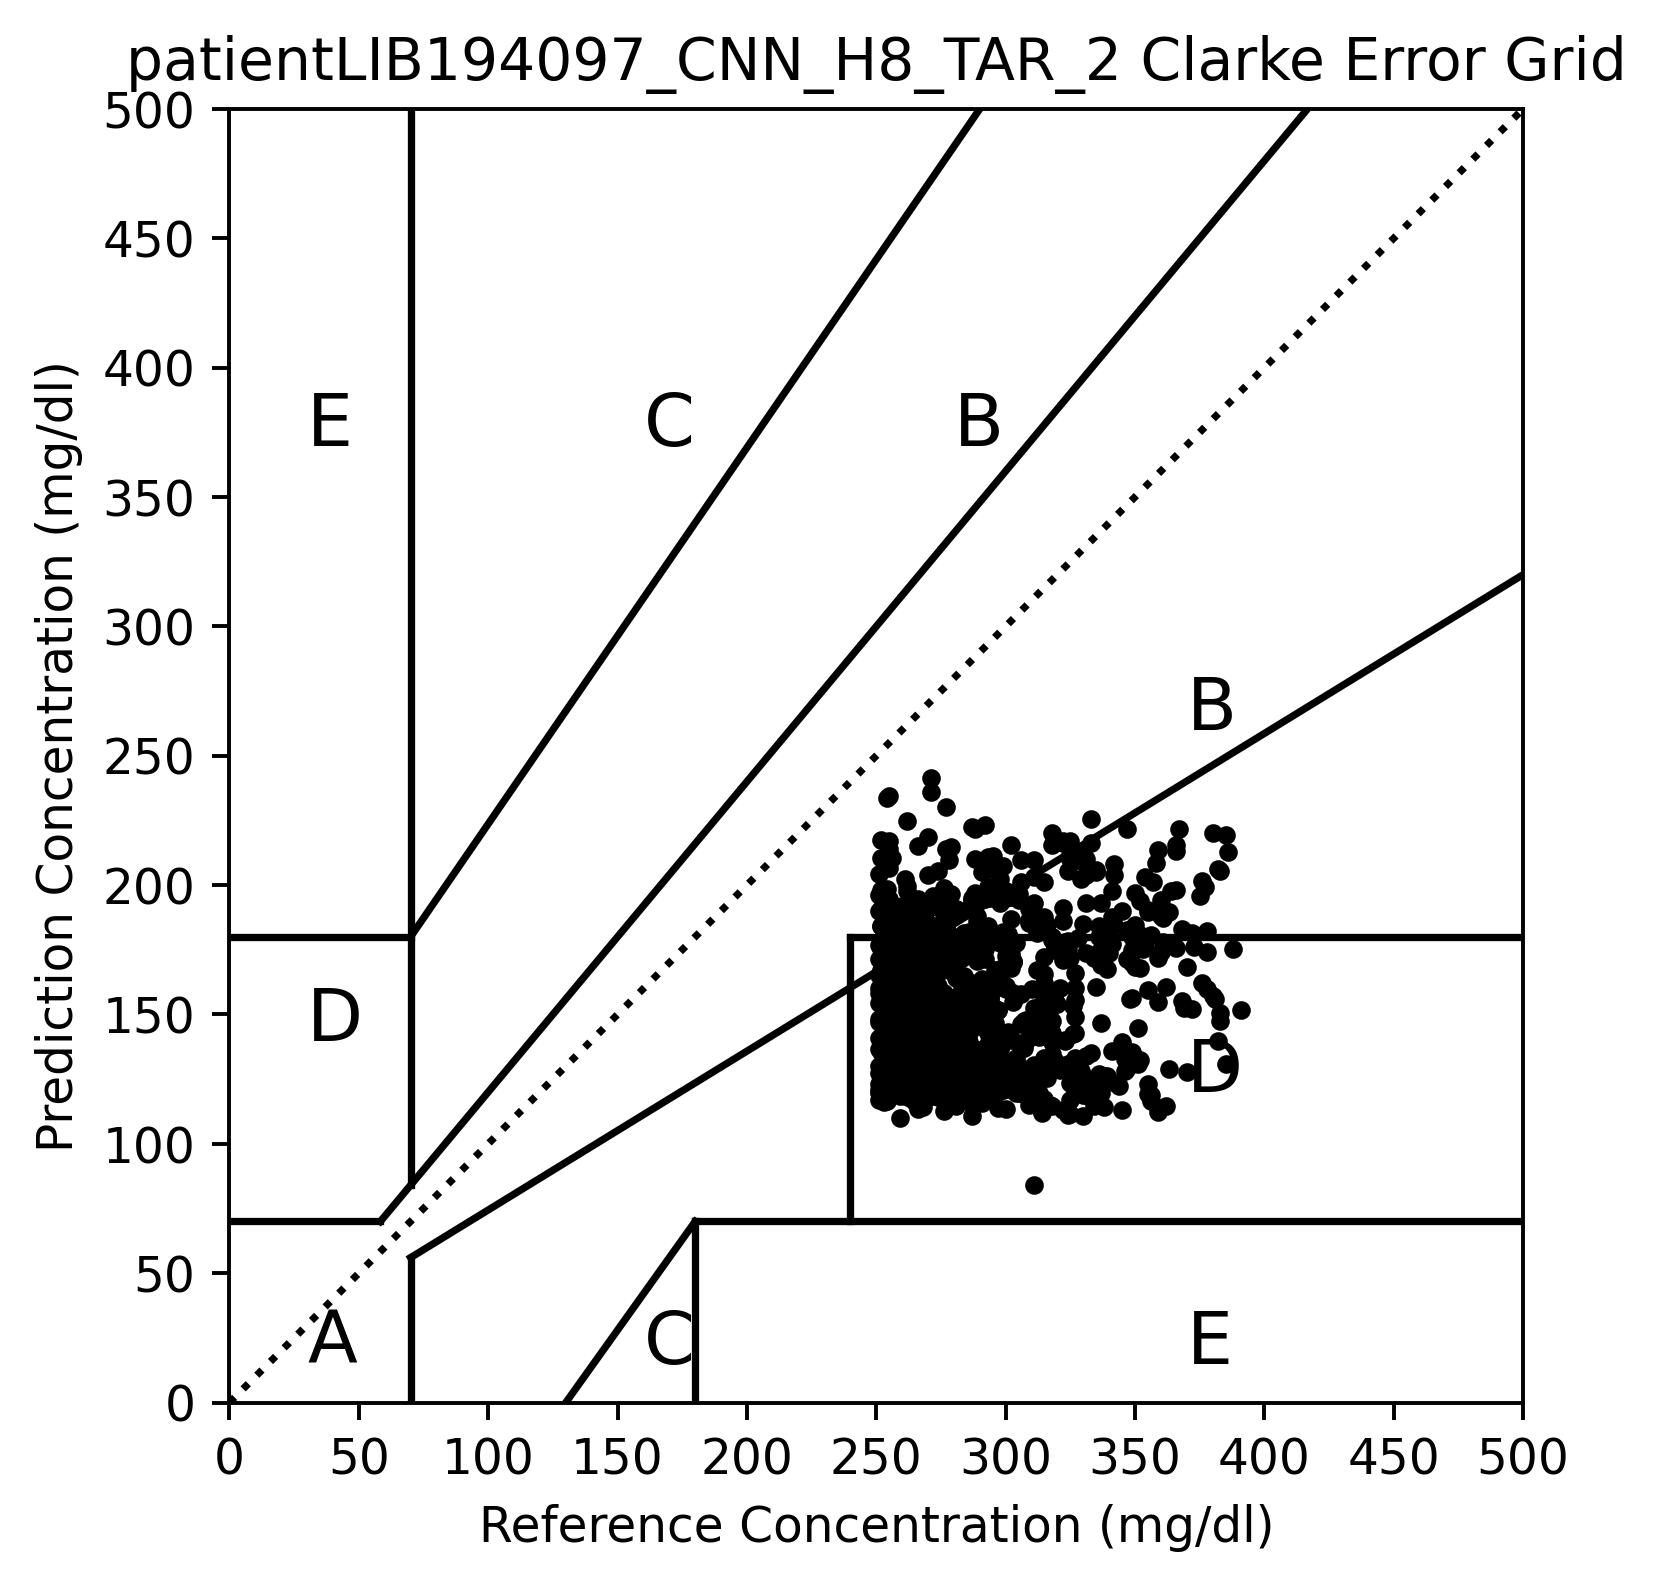 patientLIB194097_CNN_H8_TAR_2 Clarke Error Grid
500
450
400
350
300
250
200
150
100
50
0
Prediction Concentration (mg/dl)
E
C
B
B
D
D
A
C
E
0 50 100 150 200 250 300 350 400 450 500
Reference Concentration (mg/dl)